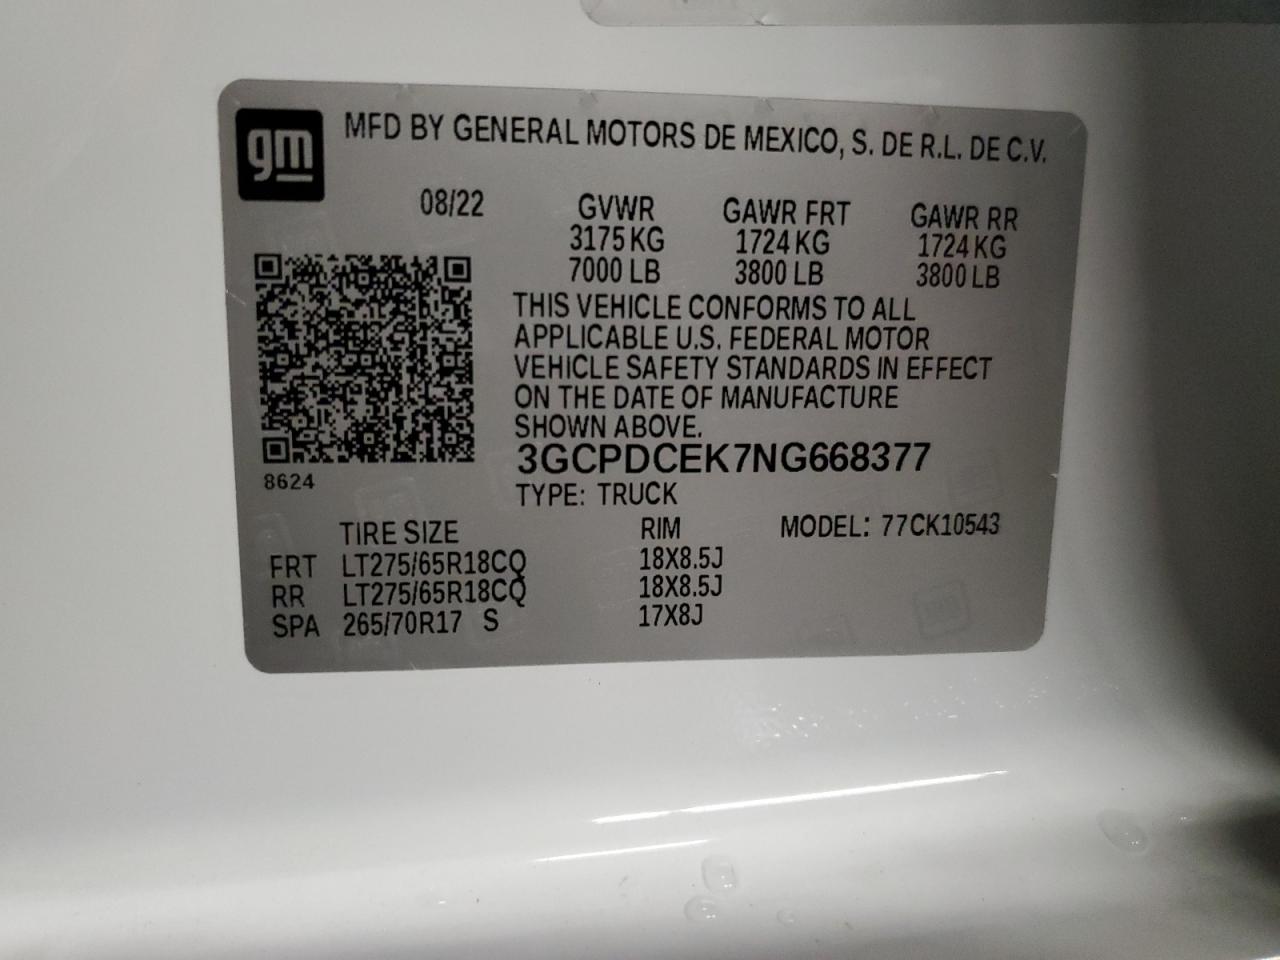 gm
MFD BY GENERAL MOTORS DE MEXICO, S. DE R.L. DE C.V.
08/22 GVWR GAWR FRT GAWR RR
3175 KG 1724 KG 1724 KG
7000 LB 3800 LB 3800 LB
THIS VEHICLE CONFORMS TO ALL
APPLICABLE U.S. FEDERAL MOTOR
VEHICLE SAFETY STANDARDS IN EFFECT
ON THE DATE OF MANUFACTURE
SHOWN ABOVE.
3GCPDCEK7NG668377
8624
TYPE: TRUCK
TIRE SIZE RIM MODEL: 77CK10543
FRT LT275/65R18CQ 18X8.5J
RR LT275/65R18CQ 18X8.5J
SPA 265/70R17 S 17X8J